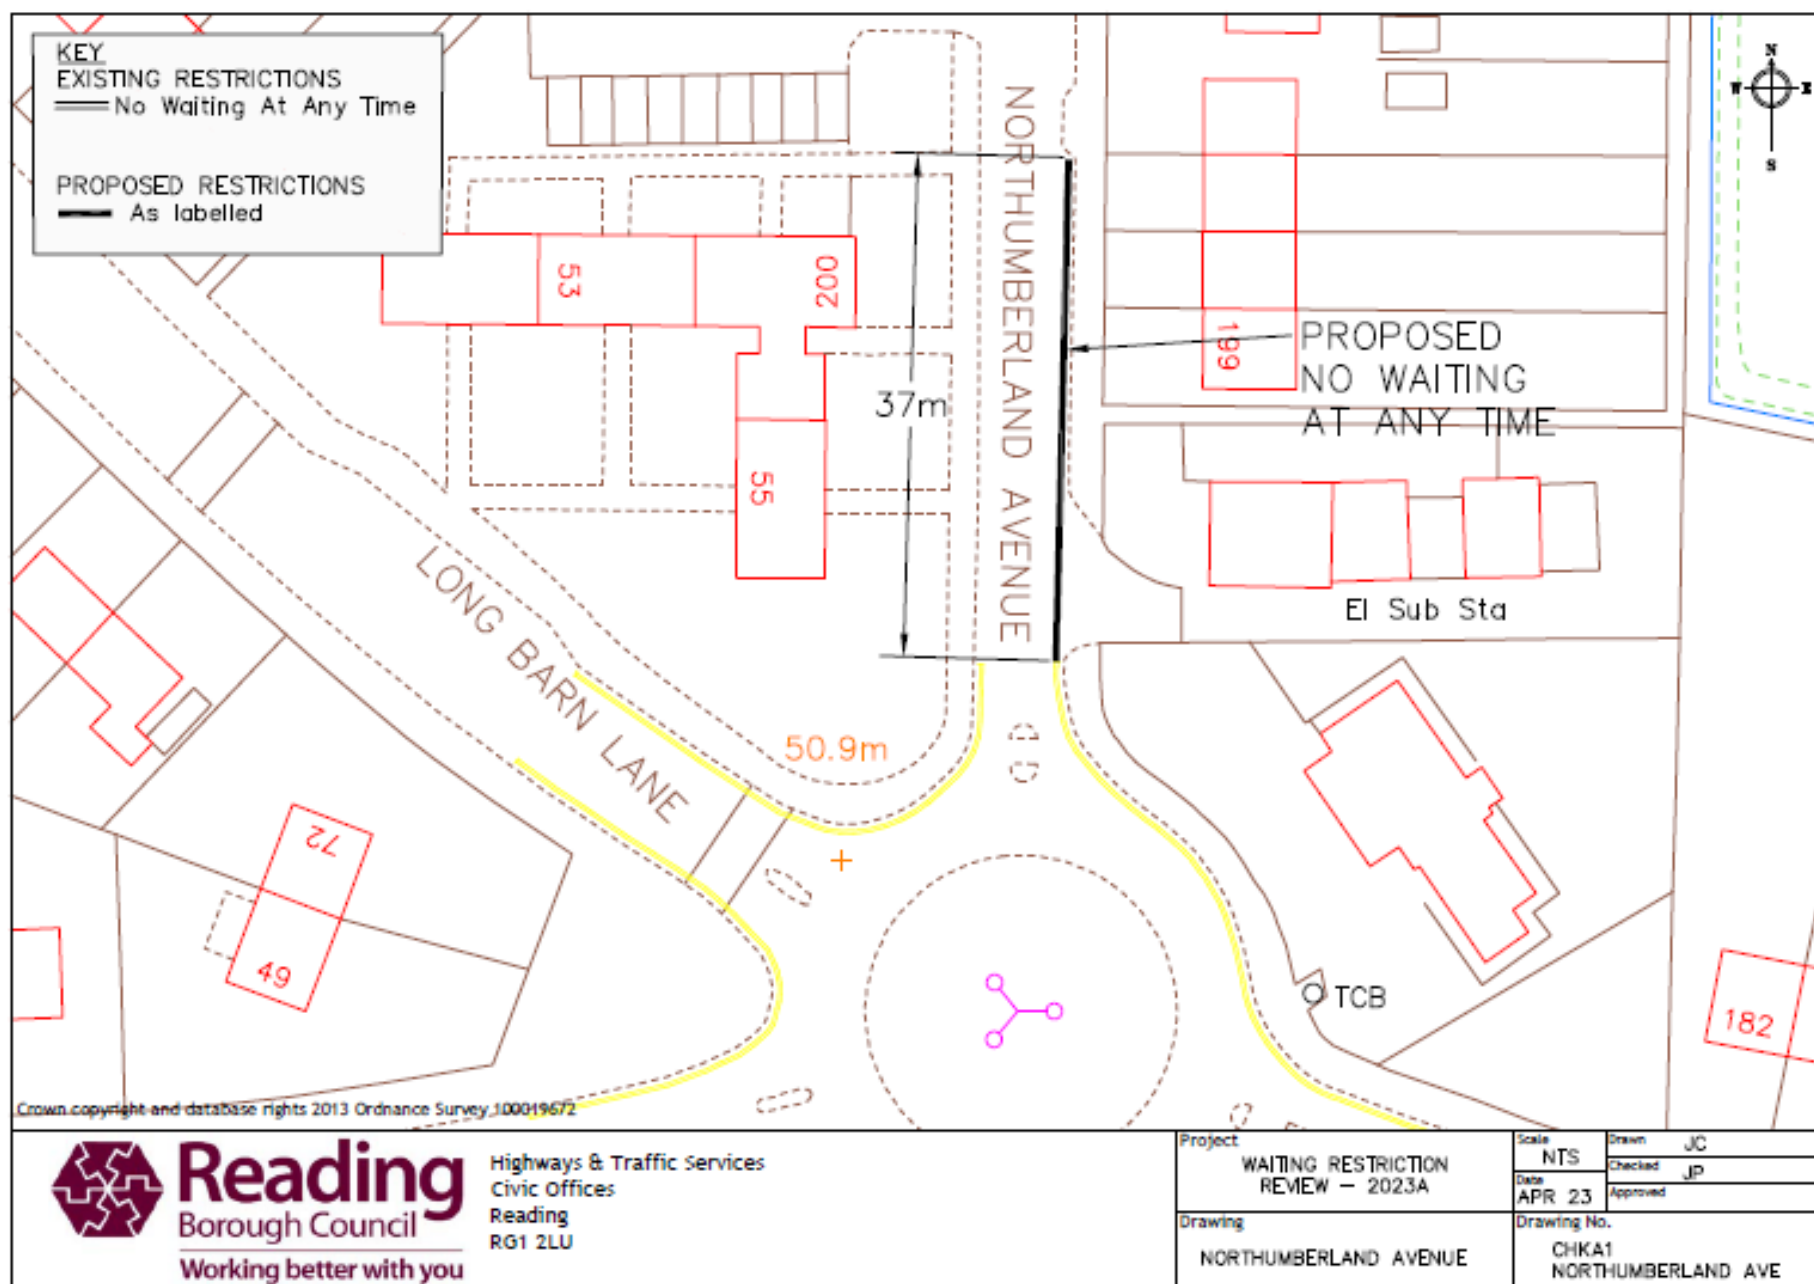 KEY
EXISTING RESTRICTIONS
No Waiting At Any Time
PROPOSED RESTRICTIONS
As labelled
N
W E
S
NORTHUMBERLAND AVENUE
53
200
55
37m
199
PROPOSED
NO WAITING
AT ANY TIME
El Sub Sta
LONG BARN LANE
50.9m
72
49
TCB
182
Crown copyright and database rights 2013 Ordnance Survey 100019672
Reading
Borough Council
Working better with you
Highways & Traffic Services
Civic Offices
Reading
RG1 2LU
Project
WAITING RESTRICTION
REVIEW - 2023A
Drawing
NORTHUMBERLAND AVENUE
Scale
NTS
Date
APR 23
Drawn JC
Checked JP
Approved
Drawing No.
CHKA1
NORTHUMBERLAND AVE